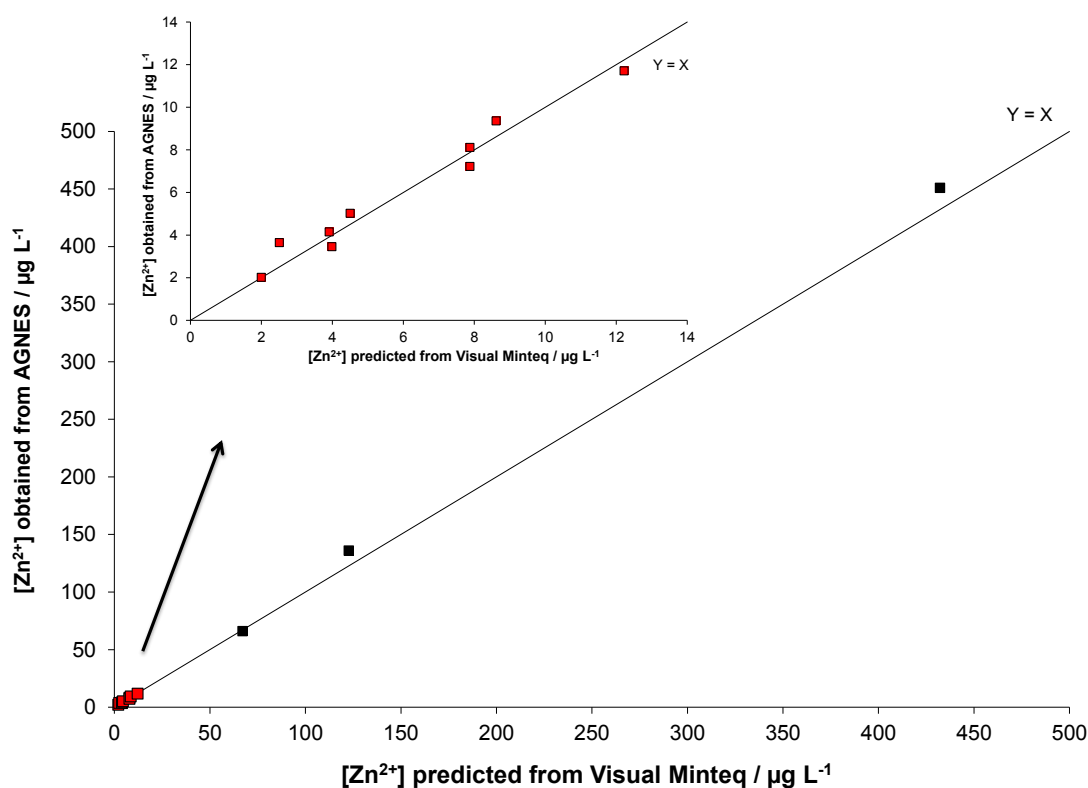 14
12
10
8
6
4
2
0
[Zn²⁺] obtained from AGNES / µg L⁻¹
0 2 4 6 8 10 12 14
[Zn²⁺] predicted from Visual Minteq / µg L⁻¹
Y = X
Y = X
500
450
400
350
300
250
200
150
100
50
0
[Zn²⁺] obtained from AGNES / µg L⁻¹
0 50 100 150 200 250 300 350 400 450 500
[Zn²⁺] predicted from Visual Minteq / µg L⁻¹